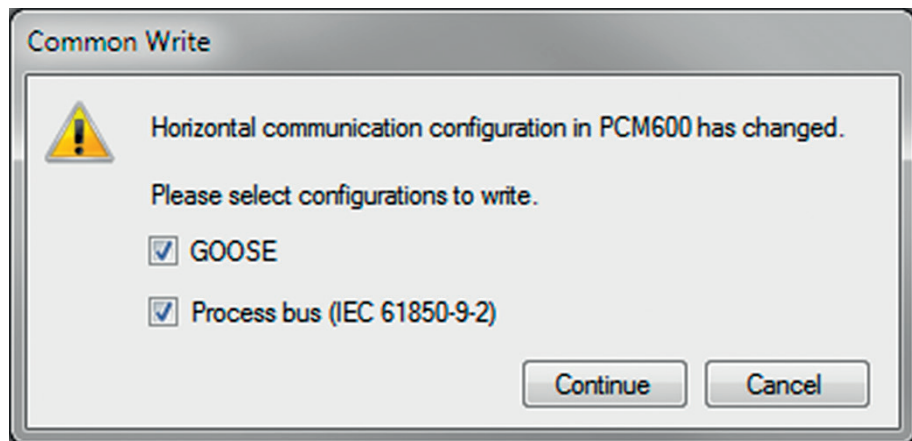 Common Write
Horizontal communication configuration in PCM600 has changed.
Please select configurations to write.
GOOSE
Process bus (IEC 61850-9-2)
Continue Cancel